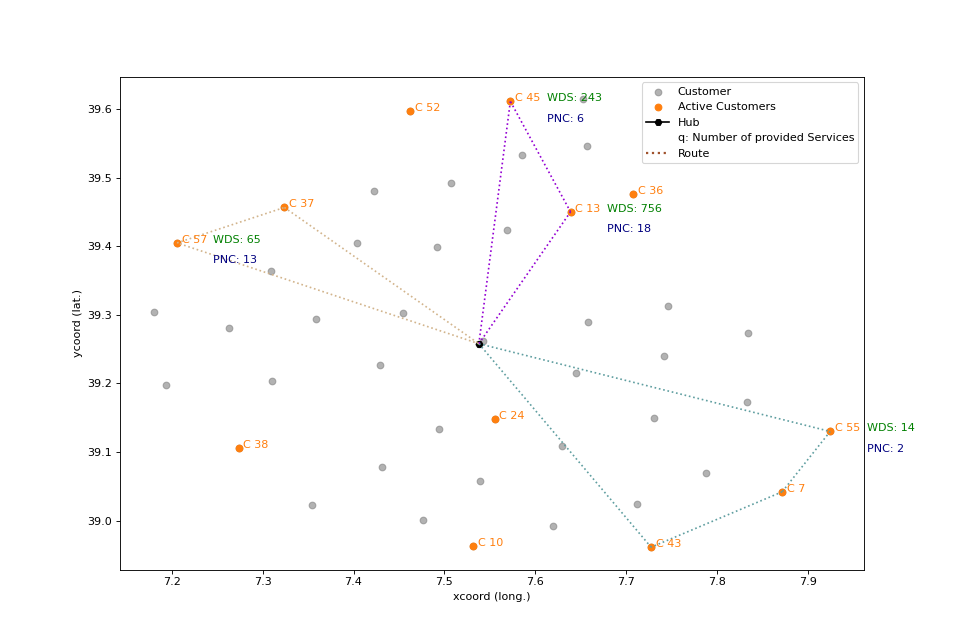 Customer
Active Customers
Hub
q: Number of provided Services
Route
39.6
39.5
39.4
39.3
39.2
39.1
39.0
ycoord (lat.)
C 52
C 45 WDS: 243
PNC: 6
C 36
C 13 WDS: 756
PNC: 18
C 37
C 57 WDS: 65
PNC: 13
C 24
C 55 WDS: 14
PNC: 2
C 38
C 7
C 10
C 43
7.2 7.3 7.4 7.5 7.6 7.7 7.8 7.9
xcoord (long.)